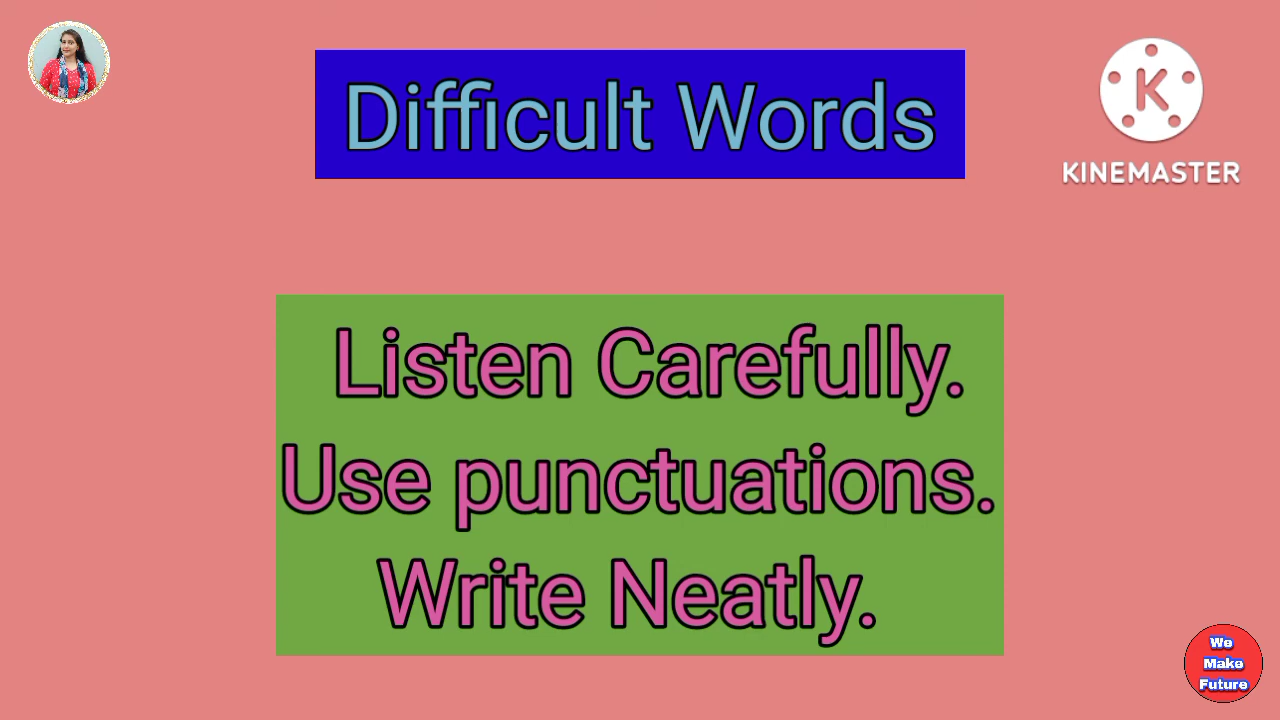 Difficult Words
K
KINEMASTER
Listen Carefully.
Use punctuations.
Write Neatly.
We
Make
Future